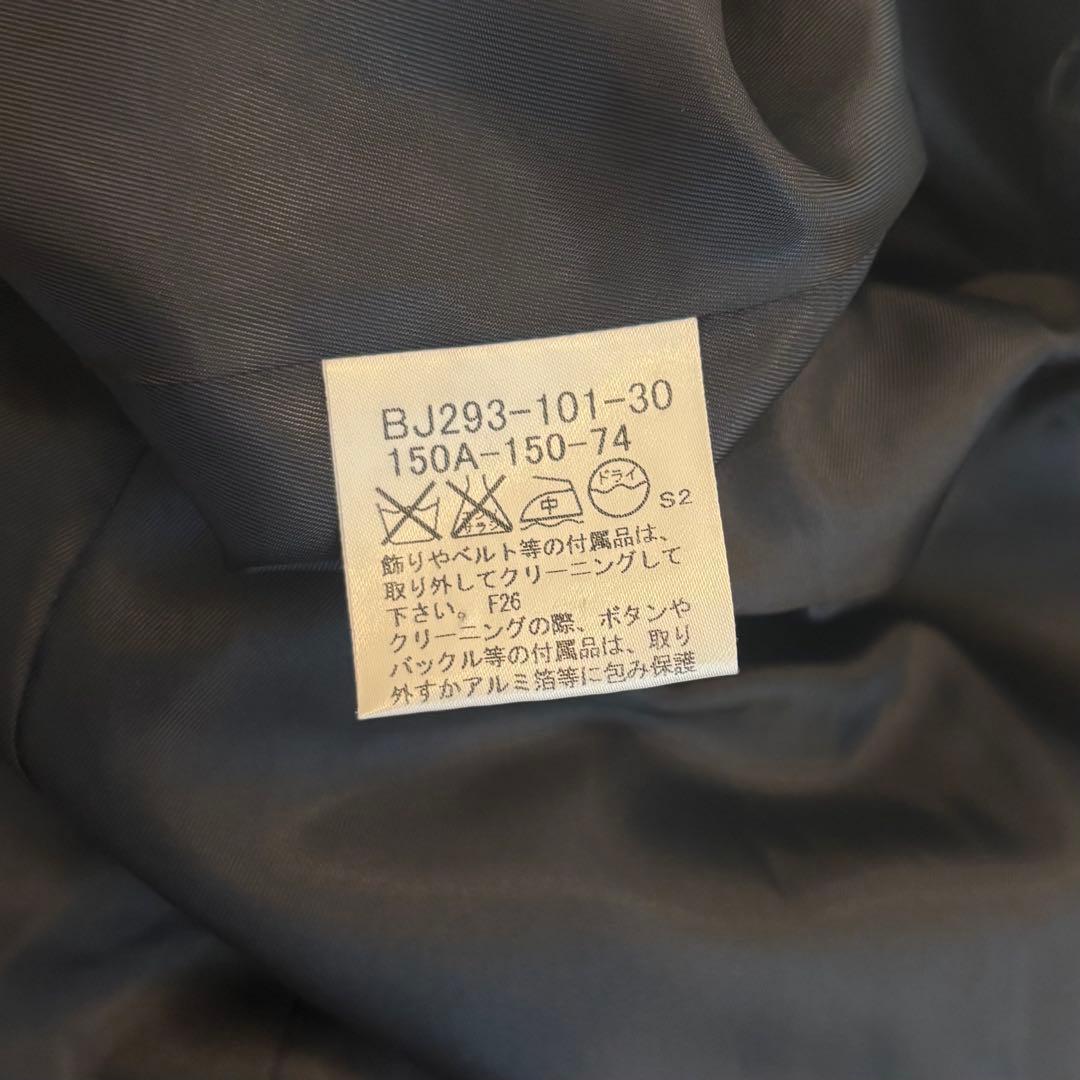 BJ293-101-30
150A-150-74
中 ドライ S2
飾りやベルト等の付属品は、
取り外してクリーニングして
下さい。 F26
クリーニングの際、ボタンや
バックル等の付属品は、取り
外すかアルミ箔等に包み保護